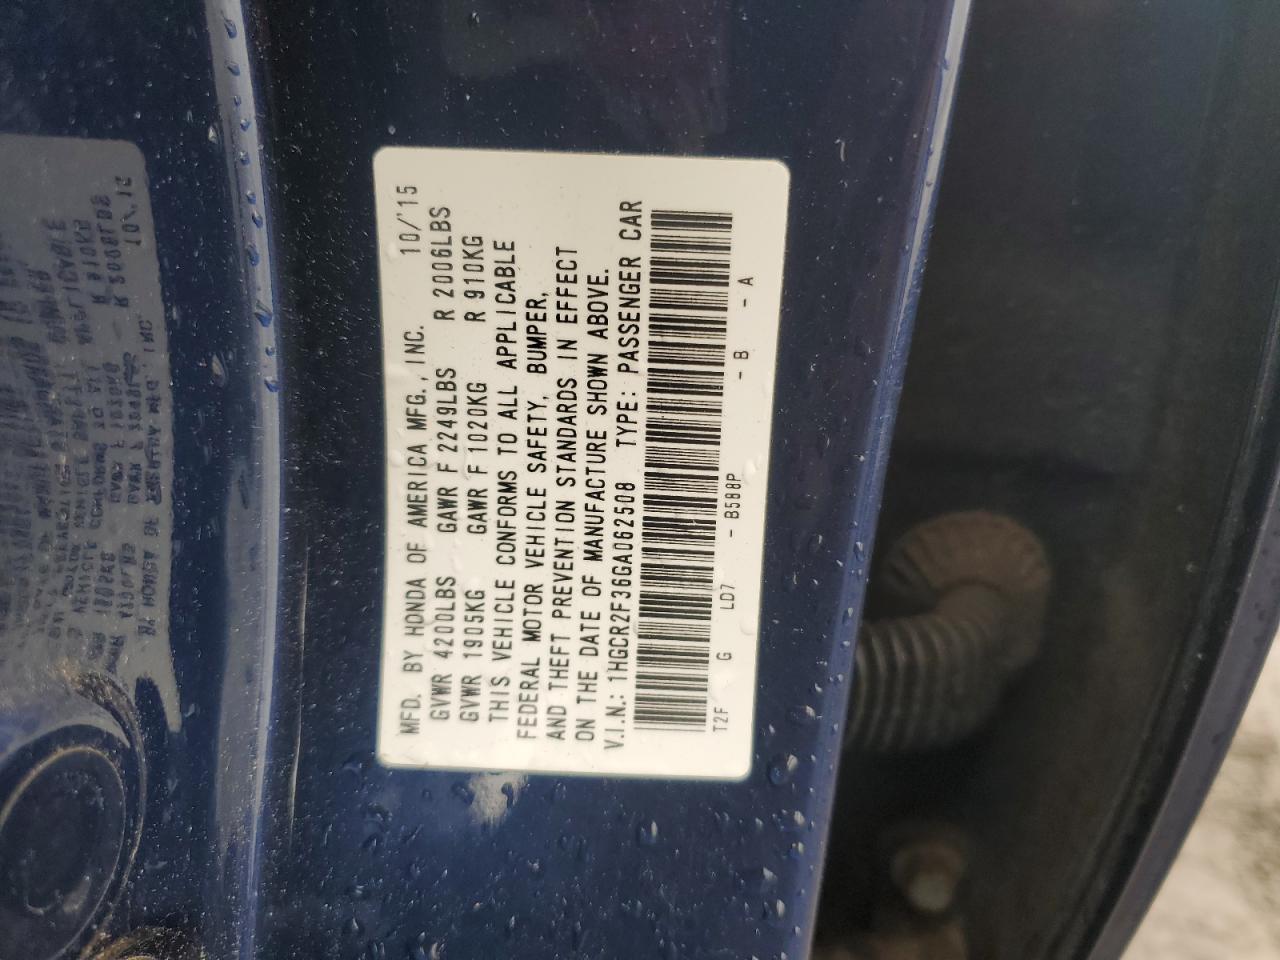 MFD. BY HONDA OF AMERICA MFG., INC. 10/'15
GVWR 4200LBS GAWR F 2249LBS R 2006LBS
GVWR 1905KG GAWR F 1020KG R 910KG
THIS VEHICLE CONFORMS TO ALL APPLICABLE
FEDERAL MOTOR VEHICLE SAFETY, BUMPER,
AND THEFT PREVENTION STANDARDS IN EFFECT
ON THE DATE OF MANUFACTURE SHOWN ABOVE.
V.I.N.: 1HGCR2F36GA062508 TYPE: PASSENGER CAR
T2F G LD7 - B588P - B - A